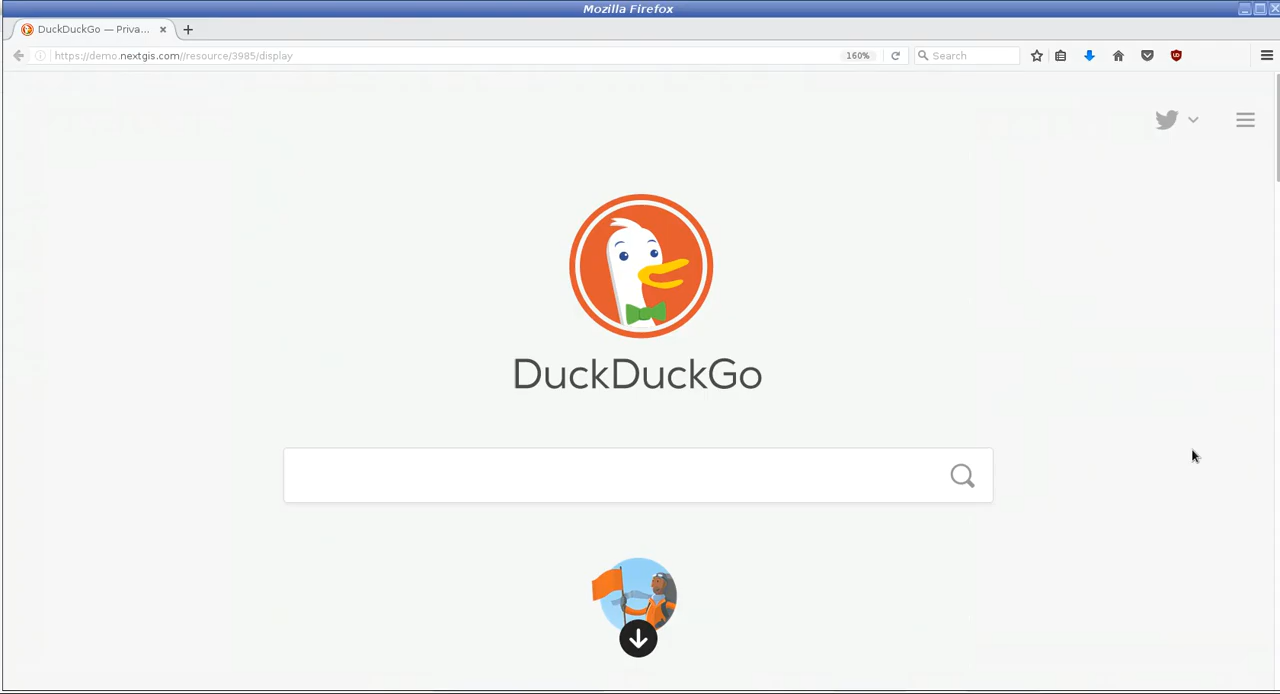 Mozilla Firefox
DuckDuckGo — Priva...
https://demo.nextgis.com//resource/3985/display
160%
Search
DuckDuckGo